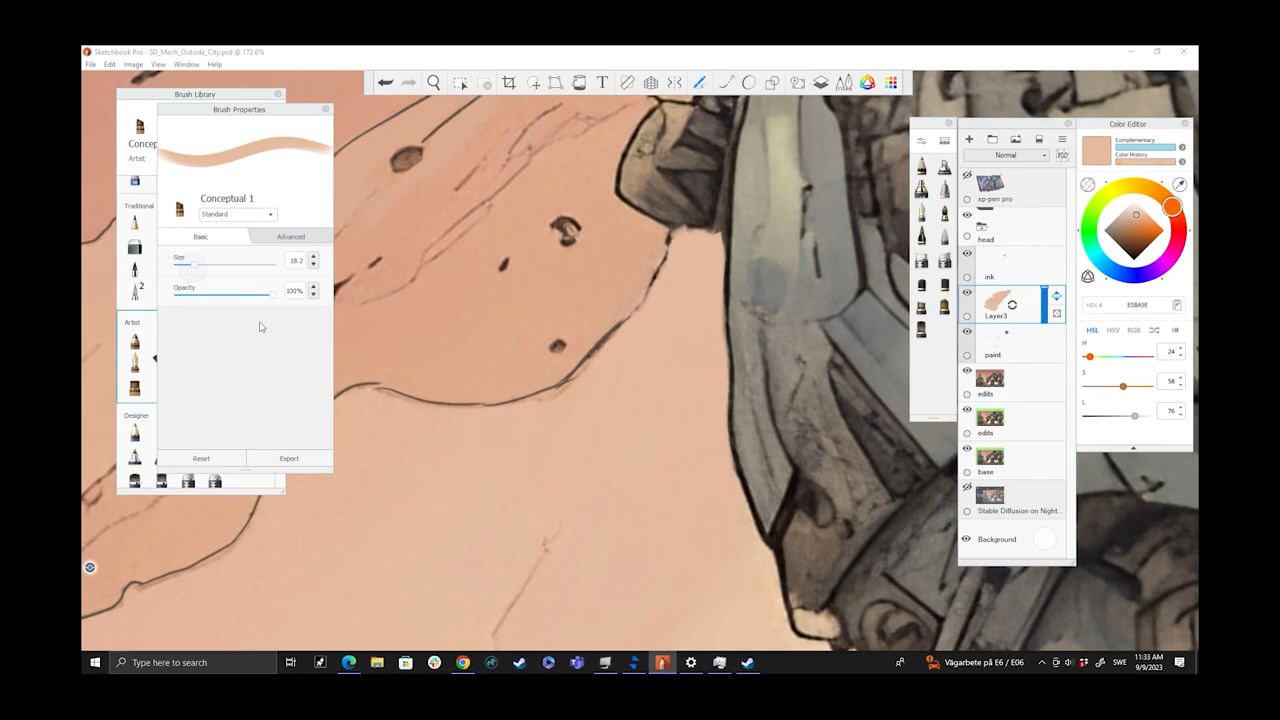 Sketchbook Pro - SD_Mech_Outside_City.psd @ 172.6%
File Edit Image View Window Help
Brush Library
Brush Properties
Concep
Artist
Traditional
2
Artist
Designer
Conceptual 1
Standard
Basic Advanced
Size
18.2
Opacity
100%
Reset Export
Normal
xp-pen pro
head
ink
Layer3
paint
edits
edits
base
Stable Diffusion on Night...
Background
Color Editor
Complementary
Color History
HEX # E5BA9E
HSL HSV RGB
H 24
S 58
L 76
Type here to search
Vägarbete på E6 / E06
SWE
11:33 AM
9/9/2023